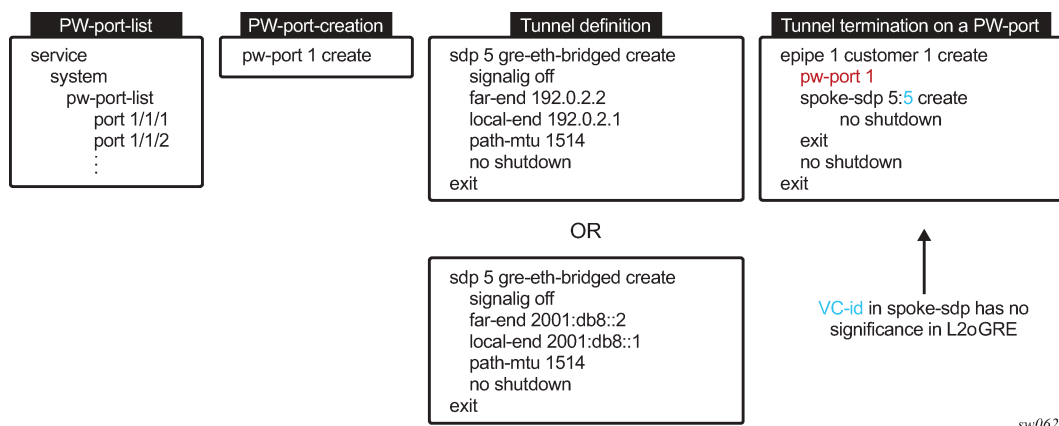 PW-port-list
service
system
pw-port-list
port 1/1/1
port 1/1/2
⋮
PW-port-creation
pw-port 1 create
Tunnel definition
sdp 5 gre-eth-bridged create
signalig off
far-end 192.0.2.2
local-end 192.0.2.1
path-mtu 1514
no shutdown
exit
OR
sdp 5 gre-eth-bridged create
signalig off
far-end 2001:db8::2
local-end 2001:db8::1
path-mtu 1514
no shutdown
exit
Tunnel termination on a PW-port
epipe 1 customer 1 create
pw-port 1
spoke-sdp 5:5 create
no shutdown
exit
no shutdown
exit
VC-id in spoke-sdp has no
significance in L2oGRE
sw062